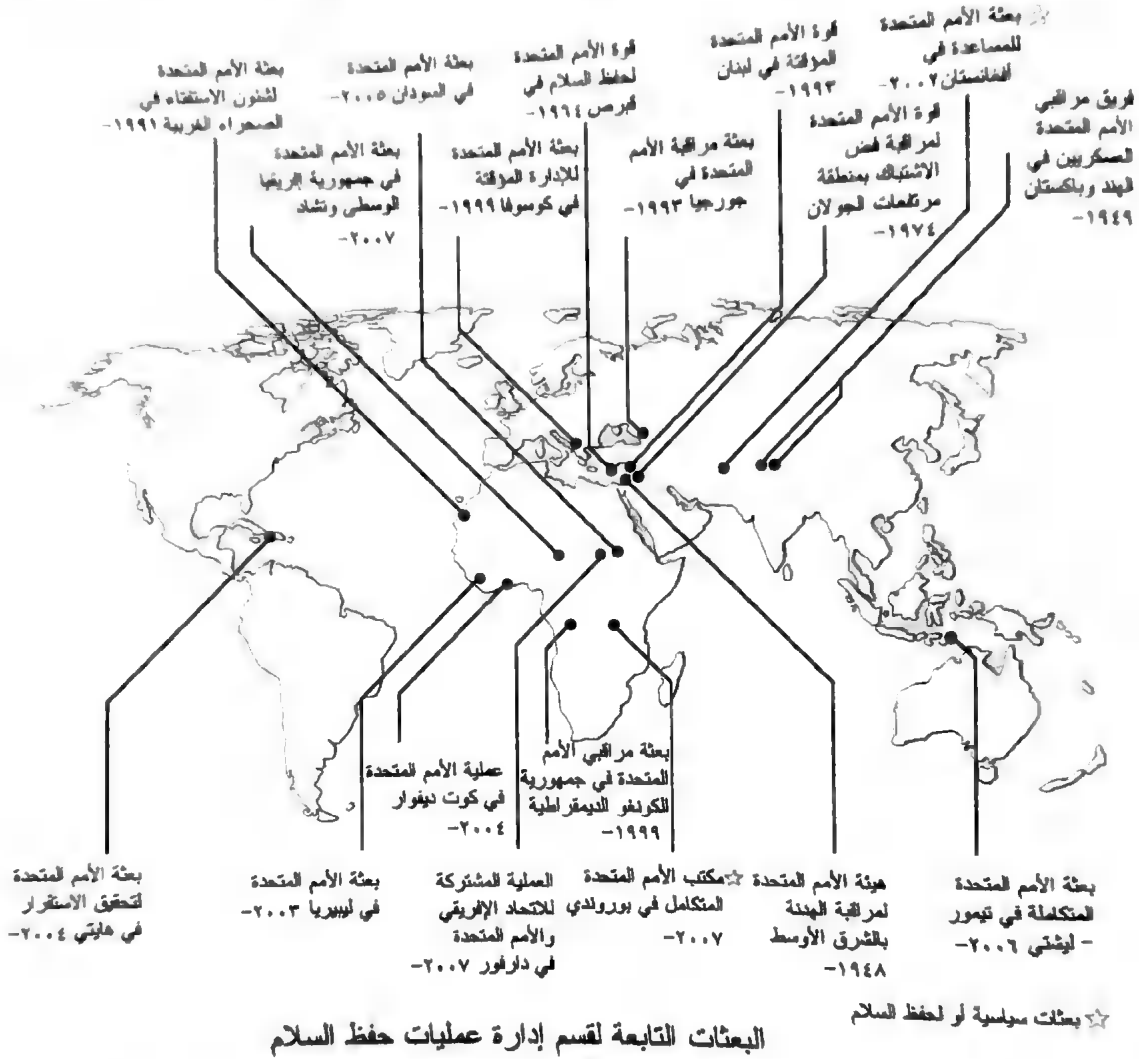 ☆ بعثة الأمم المتحدة
للمساعدة في
أفغانستان ٢٠٠٢-
فريق مراقبي
الأمم المتحدة
العسكريين في
الهند وباكستان
١٩٤٩-
قوة الأمم المتحدة
المؤقتة في لبنان
١٩٩٣-
قوة الأمم المتحدة
لمراقبة فض
الاشتباك بمنطقة
مرتفعات الجولان
١٩٧٤-
قوة الأمم المتحدة
لحفظ السلام في
قبرص ١٩٦٤-
بعثة مراقبة الأمم
المتحدة في
جورجيا ١٩٩٣-
بعثة الأمم المتحدة
في السودان ٢٠٠٥-
بعثة الأمم المتحدة
للإدارة المؤقتة
في كوسوفا ١٩٩٩-
بعثة الأمم المتحدة
لشئون الاستفتاء في
الصحراء الغربية ١٩٩١-
بعثة الأمم المتحدة
في جمهورية إفريقيا
الوسطى وتشاد
٢٠٠٧-
بعثة مراقبي الأمم
المتحدة في جمهورية
الكونغو الديمقراطية
١٩٩٩-
عملية الأمم المتحدة
في كوت ديفوار
٢٠٠٤-
بعثة الأمم المتحدة
المتكاملة في تيمور
- ليشتي ٢٠٠٦-
هيئة الأمم المتحدة
لمراقبة الهدنة
بالشرق الأوسط
١٩٤٨-
☆ مكتب الأمم المتحدة
المتكامل في بوروندي
٢٠٠٧-
العملية المشتركة
للاتحاد الإفريقي
والأمم المتحدة
في دارفور ٢٠٠٧-
بعثة الأمم المتحدة
في ليبيريا ٢٠٠٣-
بعثة الأمم المتحدة
لتحقيق الاستقرار
في هايتي ٢٠٠٤-
☆ بعثات سياسية أو لحفظ السلام
البعثات التابعة لقسم إدارة عمليات حفظ السلام